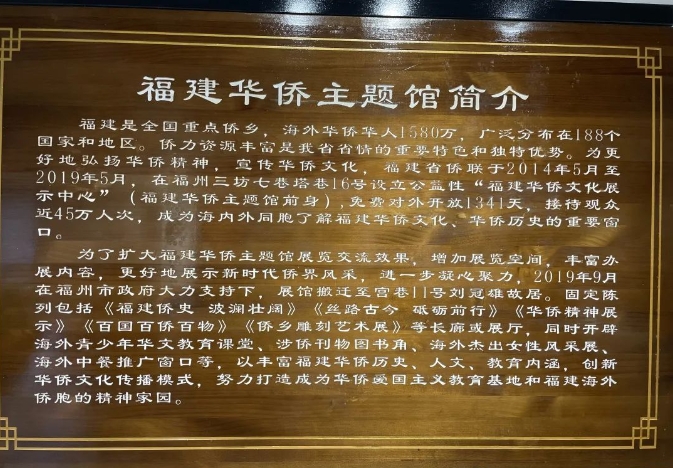 福建华侨主题馆简介
福建是全国重点侨乡，海外华侨华人1580万，广泛分布在188个
国家和地区。侨力资源丰富是我省省情的重要特色和独特优势。为更
好地弘扬华侨精神，宣传华侨文化，福建省侨联于2014年5月至
2019年5月，在福州三坊七巷塔巷16号设立公益性“福建华侨文化展
示中心”（福建华侨主题馆前身），免费对外开放1341天，接待观众
近45万人次，成为海内外同胞了解福建华侨文化、华侨历史的重要窗
口。
为了扩大福建华侨主题馆展览交流效果，增加展览空间，丰富办
展内容，更好地展示新时代侨界风采，进一步凝心聚力，2019年9月
在福州市政府大力支持下，展馆搬迁至宫巷11号刘冠雄故居。固定陈
列包括《福建侨史 波澜壮阔》《丝路古今 砥砺前行》《华侨精神展
示》《百国百侨百物》《侨乡雕刻艺术展》等长廊或展厅，同时开辟
海外青少年华文教育课堂、涉侨刊物图书角、海外杰出女性风采展、
海外中餐推广窗口等，以丰富福建华侨历史、人文、教育内涵，创新
华侨文化传播模式，努力打造成为华侨爱国主义教育基地和福建海外
侨胞的精神家园。